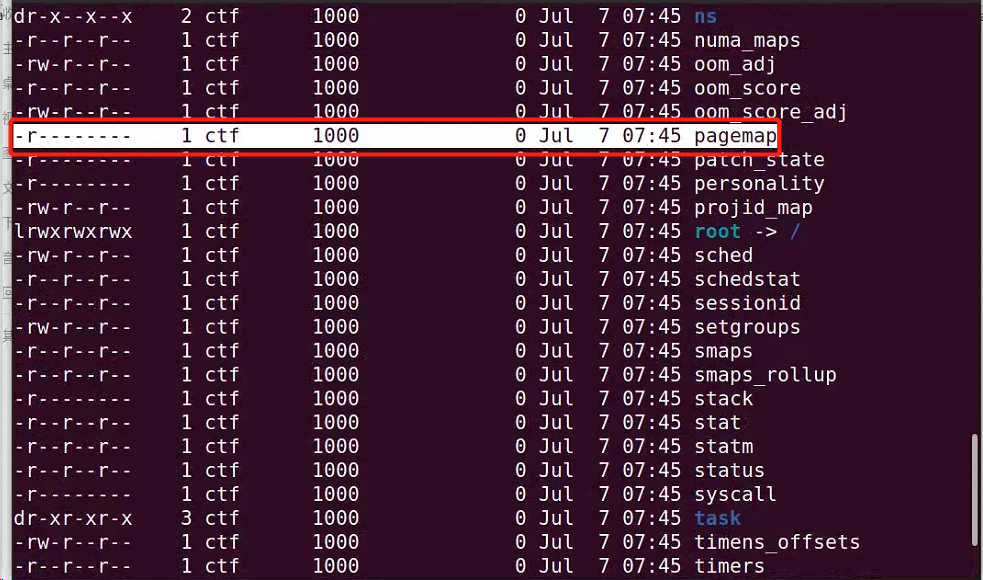 dr-x--x--x 2 ctf 1000 0 Jul 7 07:45 ns
-r--r--r-- 1 ctf 1000 0 Jul 7 07:45 numa_maps
-rw-r--r-- 1 ctf 1000 0 Jul 7 07:45 oom_adj
-r--r--r-- 1 ctf 1000 0 Jul 7 07:45 oom_score
-rw-r--r-- 1 ctf 1000 0 Jul 7 07:45 oom_score_adj
-r-------- 1 ctf 1000 0 Jul 7 07:45 pagemap
-r-------- 1 ctf 1000 0 Jul 7 07:45 patch_state
-r-------- 1 ctf 1000 0 Jul 7 07:45 personality
-rw-r--r-- 1 ctf 1000 0 Jul 7 07:45 projid_map
lrwxrwxrwx 1 ctf 1000 0 Jul 7 07:45 root -> /
-rw-r--r-- 1 ctf 1000 0 Jul 7 07:45 sched
-r--r--r-- 1 ctf 1000 0 Jul 7 07:45 schedstat
-r--r--r-- 1 ctf 1000 0 Jul 7 07:45 sessionid
-rw-r--r-- 1 ctf 1000 0 Jul 7 07:45 setgroups
-r--r--r-- 1 ctf 1000 0 Jul 7 07:45 smaps
-r--r--r-- 1 ctf 1000 0 Jul 7 07:45 smaps_rollup
-r-------- 1 ctf 1000 0 Jul 7 07:45 stack
-r--r--r-- 1 ctf 1000 0 Jul 7 07:45 stat
-r--r--r-- 1 ctf 1000 0 Jul 7 07:45 statm
-r--r--r-- 1 ctf 1000 0 Jul 7 07:45 status
-r-------- 1 ctf 1000 0 Jul 7 07:45 syscall
dr-xr-xr-x 3 ctf 1000 0 Jul 7 07:45 task
-rw-r--r-- 1 ctf 1000 0 Jul 7 07:45 timens_offsets
-r--r--r-- 1 ctf 1000 0 Jul 7 07:45 timers